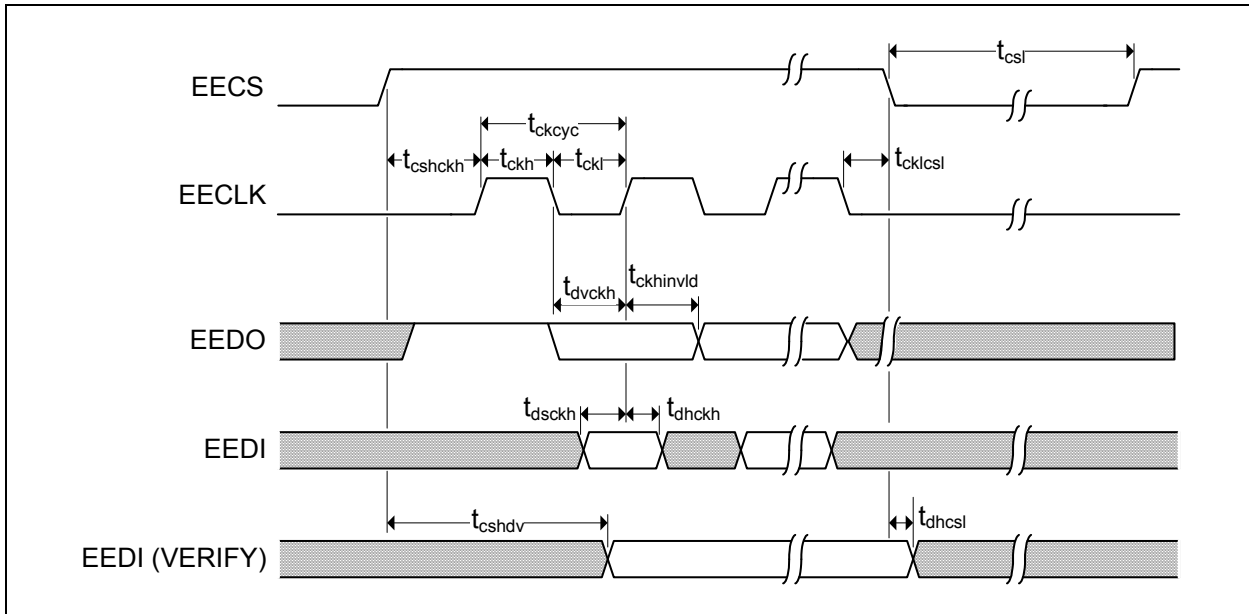 EECS
t_csl
t_ckcyc
t_cshckh
t_ckh
t_ckl
t_cklcsl
EECLK
t_dvckh
t_ckhinvld
EEDO
t_dsckh
t_dhckh
EEDI
t_cshdv
t_dhcsl
EEDI (VERIFY)